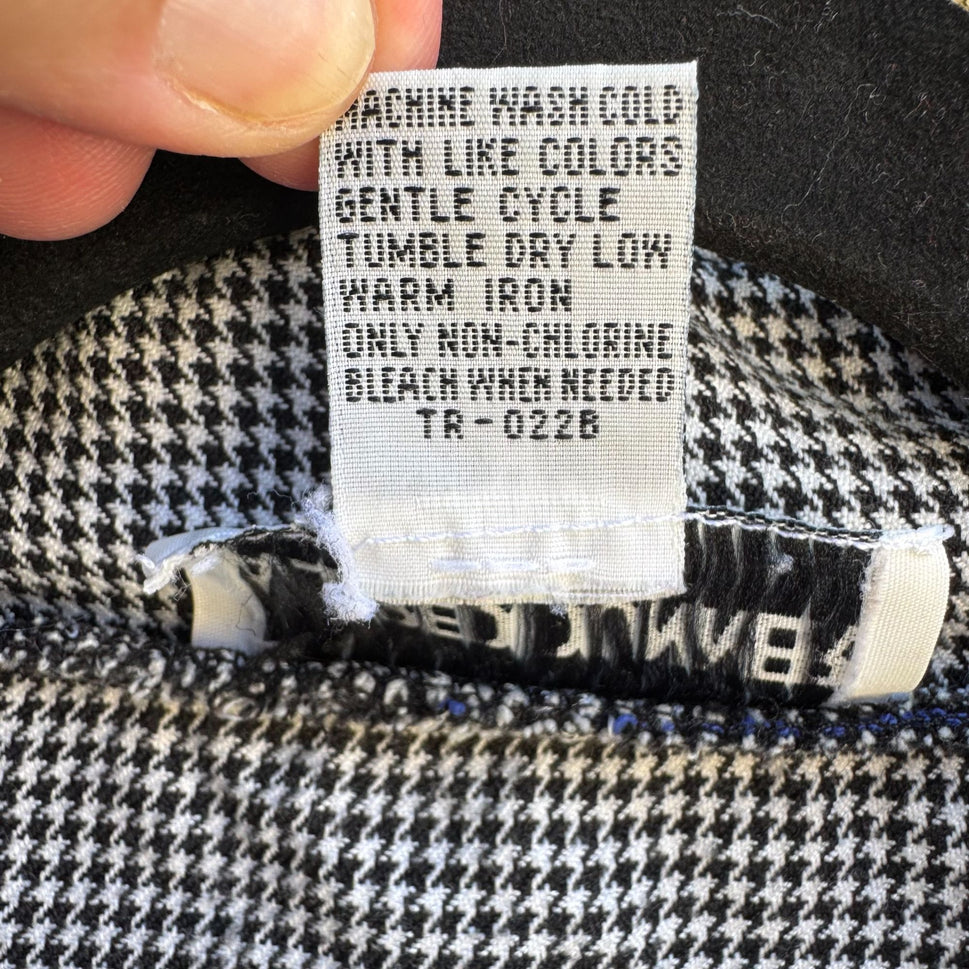 MACHINE WASH COLD
WITH LIKE COLORS
GENTLE CYCLE
TUMBLE DRY LOW
WARM IRON
ONLY NON-CHLORINE
BLEACH WHEN NEEDED
TR-022B